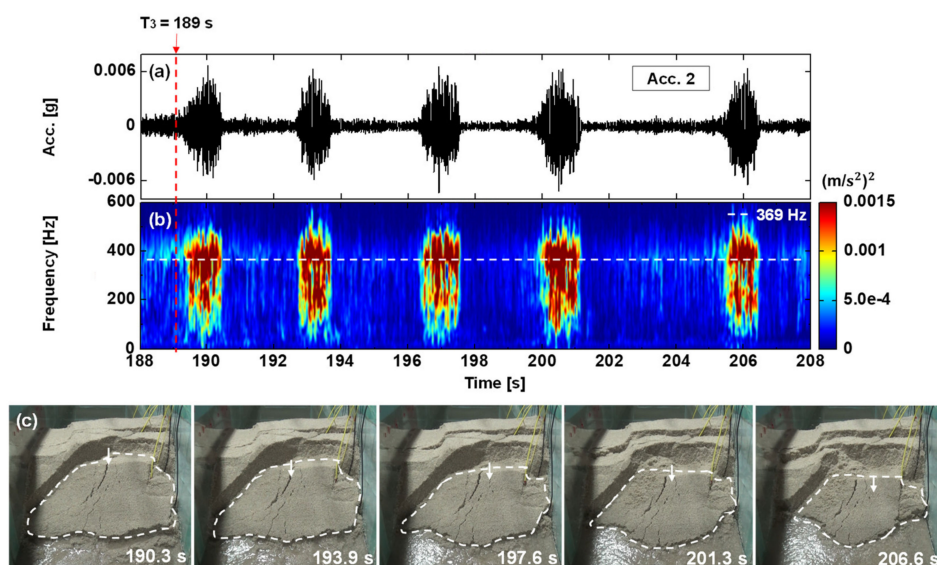 T3 = 189 s
(a)
Acc. 2
0.006
0
-0.006
Acc. [g]
(m/s²)²
600
(b)
369 Hz
0.0015
400
0.001
200
5.0e-4
0
0
Frequency [Hz]
188 190 192 194 196 198 200 202 204 206 208
Time [s]
(c)
190.3 s 193.9 s 197.6 s 201.3 s 206.6 s